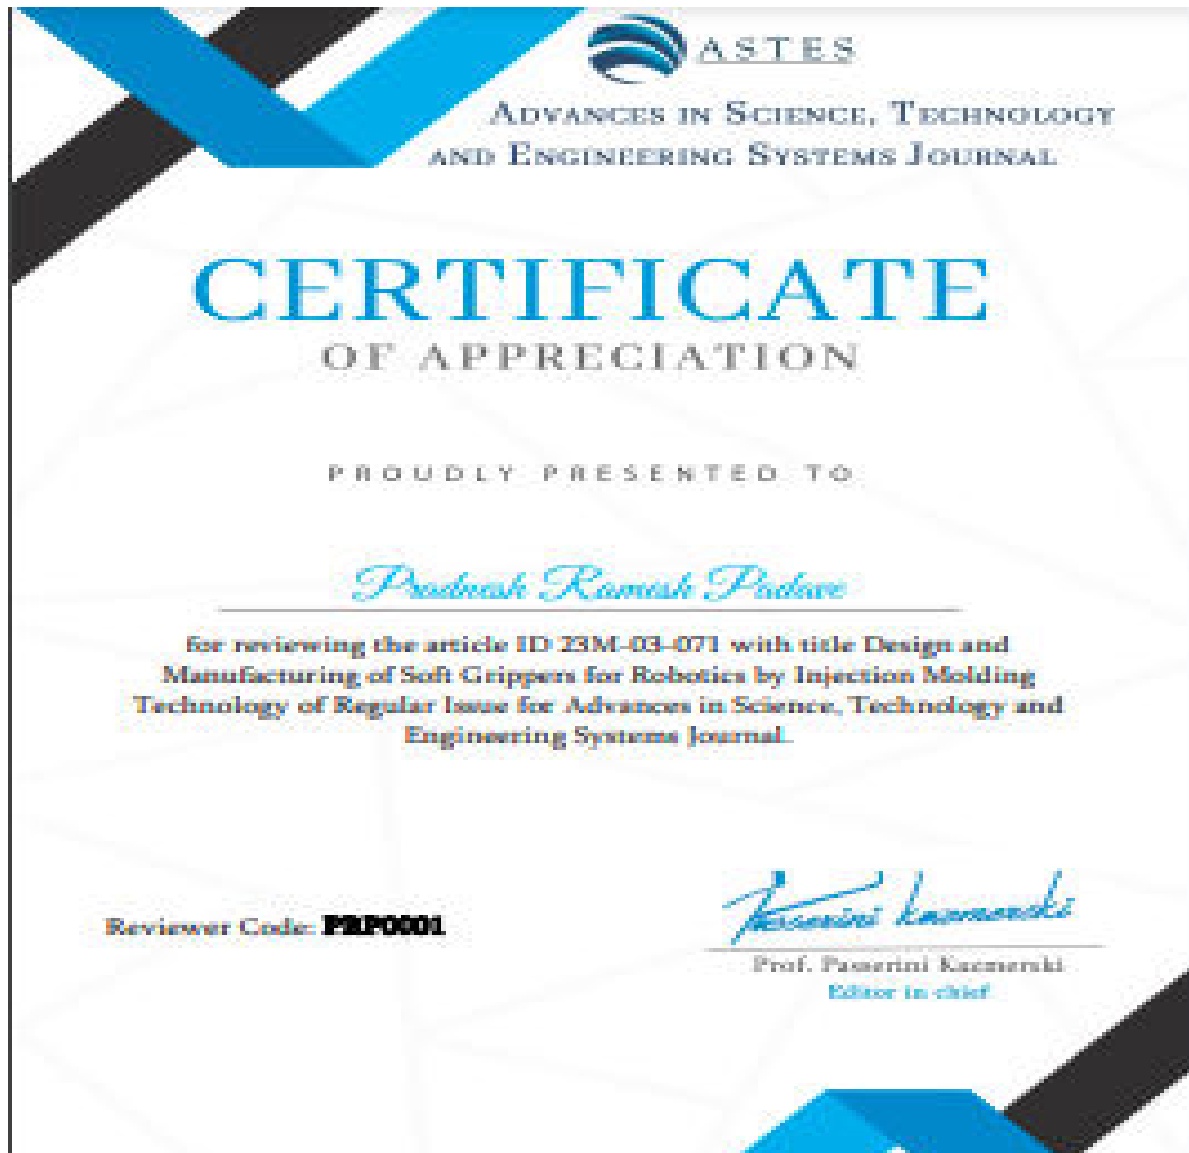 ASTES
ADVANCES IN SCIENCE, TECHNOLOGY
AND ENGINEERING SYSTEMS JOURNAL
CERTIFICATE
OF APPRECIATION
PROUDLY PRESENTED TO
Pradnesh Ramesh Padave
for reviewing the article ID 23M-03-071 with title Design and
Manufacturing of Soft Grippers for Robotics by Injection Molding
Technology of Regular Issue for Advances in Science, Technology and
Engineering Systems Journal.
Reviewer Code: PRP0001
Passerini Kacmerski
Prof. Passerini Kacmerski
Editor in chief